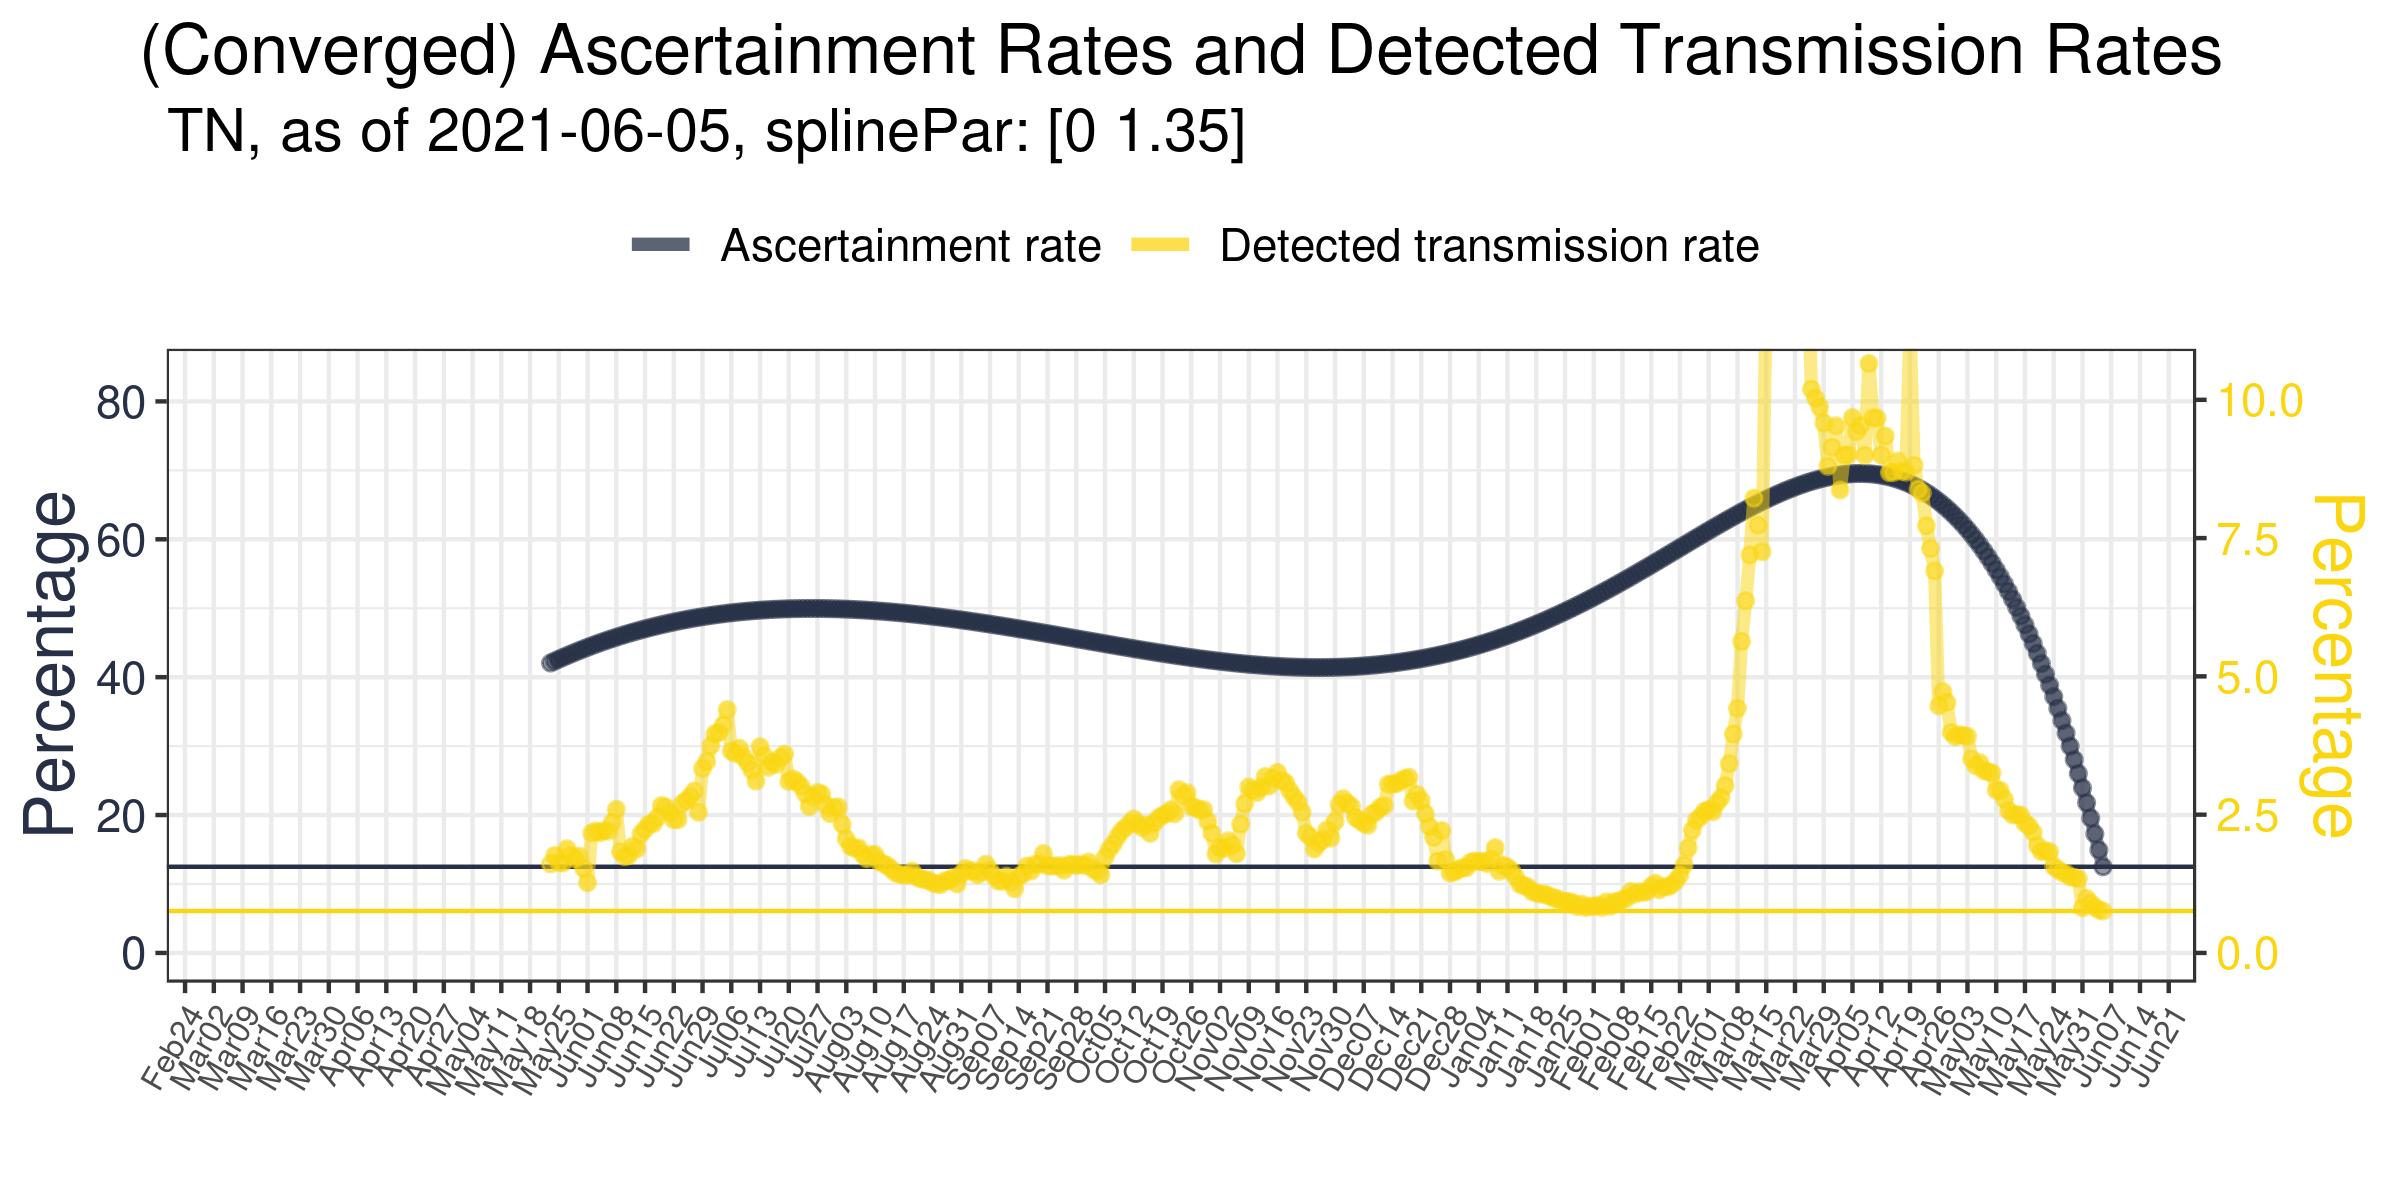 (Converged) Ascertainment Rates and Detected Transmission Rates
TN, as of 2021-06-05, splinePar: [0 1.35]
Ascertainment rate
Detected transmission rate
Percentage
80
60
40
20
0
10.0
7.5
5.0
2.5
0.0
Percentage
Feb24
Mar02
Mar09
Mar16
Mar23
Mar30
Apr06
Apr13
Apr20
Apr27
May04
May11
May18
May25
Jun01
Jun08
Jun15
Jun22
Jun29
Jul06
Jul13
Jul20
Jul27
Aug03
Aug10
Aug17
Aug24
Aug31
Sep07
Sep14
Sep21
Sep28
Oct05
Oct12
Oct19
Oct26
Nov02
Nov09
Nov16
Nov23
Nov30
Dec07
Dec14
Dec21
Dec28
Jan04
Jan11
Jan18
Jan25
Feb01
Feb08
Feb15
Feb22
Mar01
Mar08
Mar15
Mar22
Mar29
Apr05
Apr12
Apr19
Apr26
May03
May10
May17
May24
May31
Jun07
Jun14
Jun21